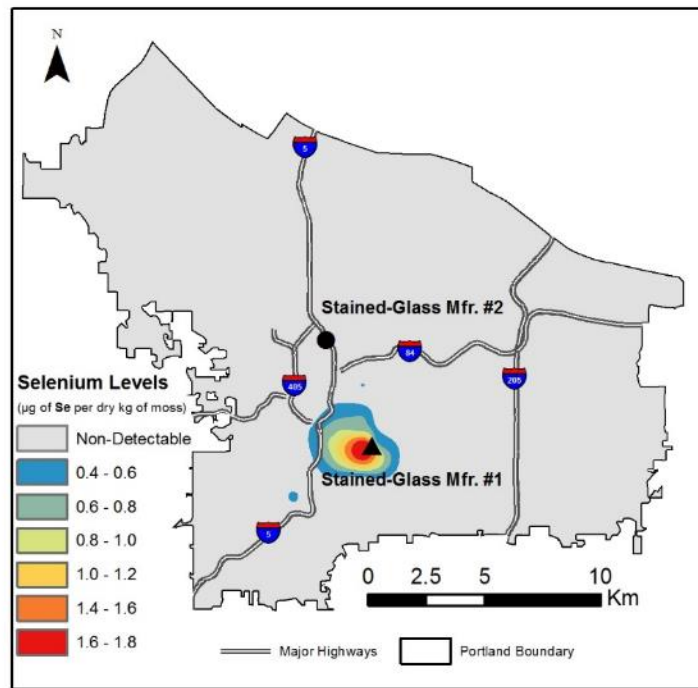 N
5
Stained-Glass Mfr. #2
84
405
205
Selenium Levels
(µg of Se per dry kg of moss)
Non-Detectable
0.4 - 0.6
0.6 - 0.8
0.8 - 1.0
1.0 - 1.2
1.4 - 1.6
1.6 - 1.8
Stained-Glass Mfr. #1
5
0 2.5 5 10
Km
Major Highways
Portland Boundary